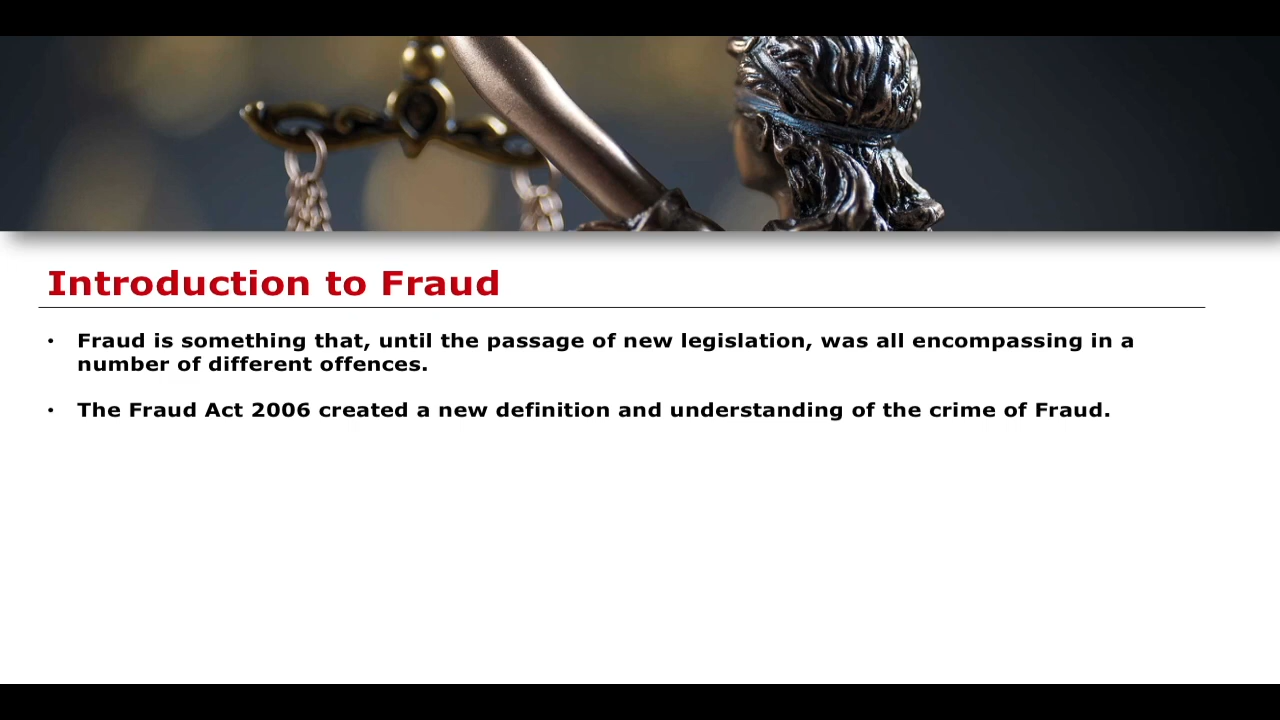 Introduction to Fraud
• Fraud is something that, until the passage of new legislation, was all encompassing in a
number of different offences.
• The Fraud Act 2006 created a new definition and understanding of the crime of Fraud.